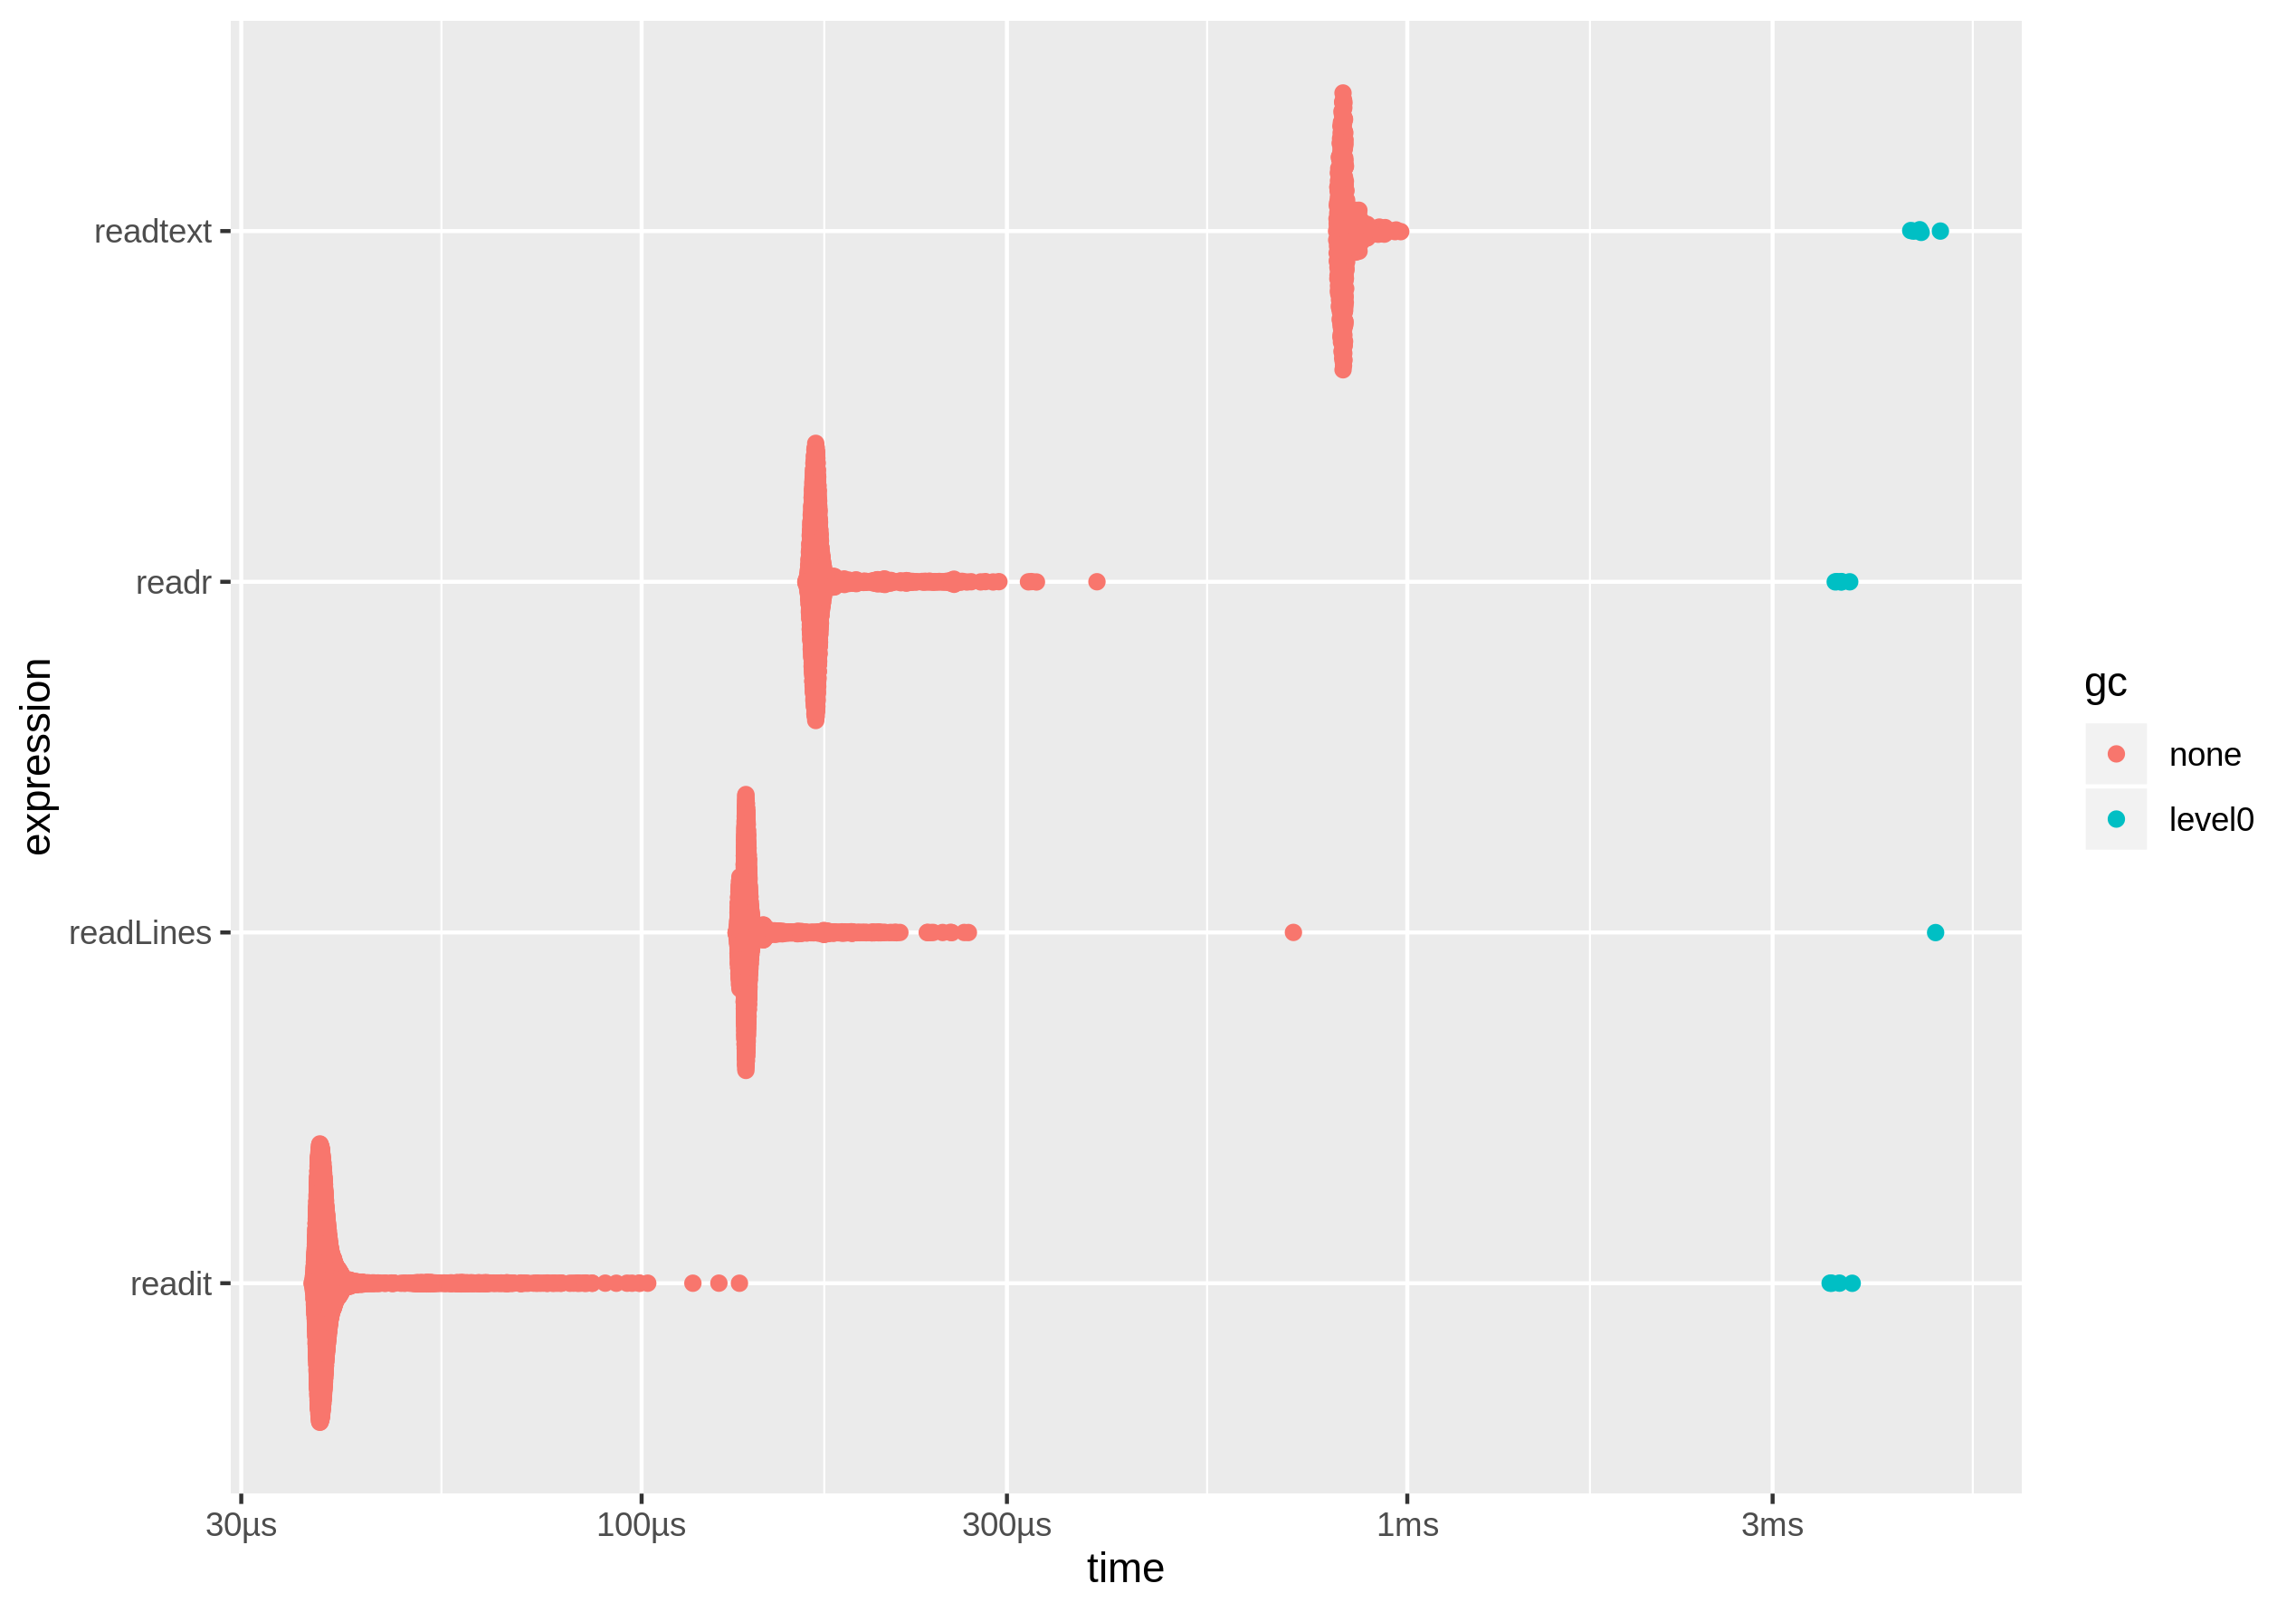 readtext
readr
readLines
readit
expression
30µs
100µs
300µs
1ms
3ms
time
gc
none
level0